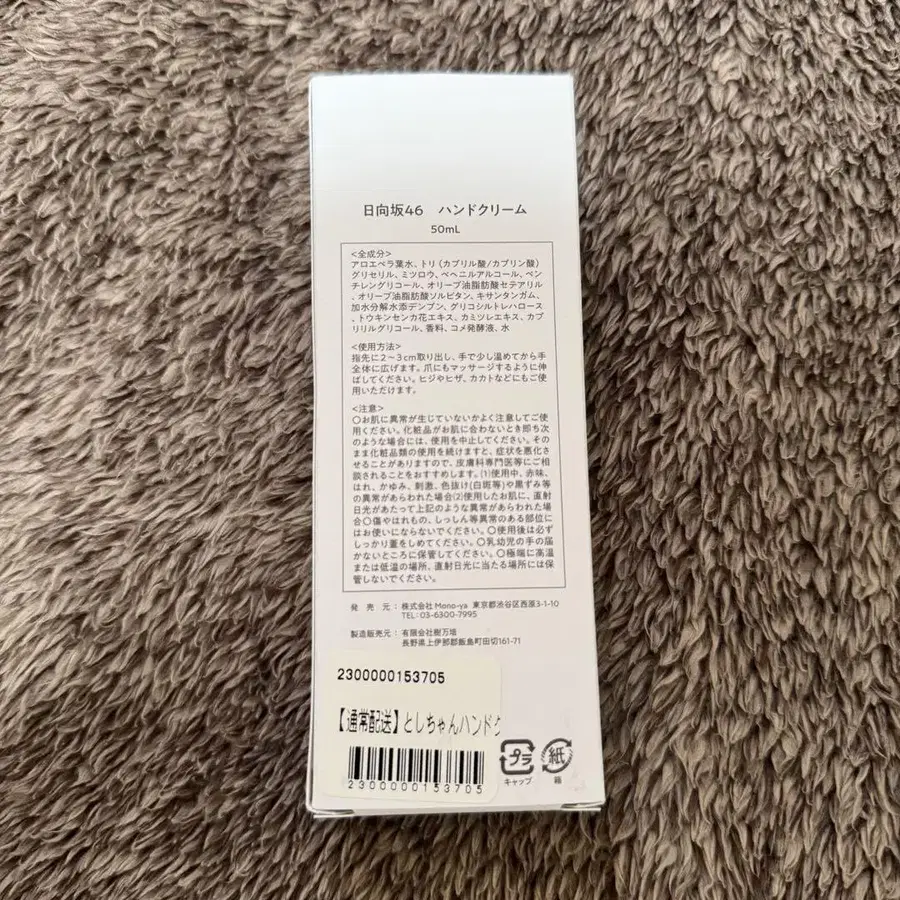 日向坂46 ハンドクリーム
50mL
<全成分>
アロエベラ葉水、トリ（カプリル酸/カプリン酸）
グリセリル、ミツロウ、ベヘニルアルコール、ペン
チレングリコール、オリーブ油脂肪酸セテアリル
、オリーブ油脂肪酸ソルビタン、キサンタンガム、
加水分解水添デンプン、グリコシルトレハロース
、トウキンセンカ花エキス、カミツレエキス、カプ
リリルグリコール、香料、コメ発酵液、水
<使用方法>
指先に2～3cm取り出し、手で少し温めてから手
全体に広げます。爪にもマッサージするように伸
ばしてください。ヒジやヒザ、カカトなどにもご使
用いただけます。
<注意>
○お肌に異常が生じていないかよく注意してご使
用ください。化粧品がお肌に合わないとき即ち次
のような場合には、使用を中止してください。その
まま化粧品類の使用を続けますと、症状を悪化さ
せることがありますので、皮膚科専門医等にご相
談されることをおすすめします。(1)使用中、赤味、
はれ、かゆみ、刺激、色抜け(白斑等)や黒ずみ等
の異常があらわれた場合(2)使用したお肌に、直射
日光があたって上記のような異常があらわれた場
合○傷やはれもの、しっしん等異常のある部位に
はお使いにならないでください。○使用後は必ず
しっかり蓋をしめてください。○乳幼児の手の届
かないところに保管してください。○極端に高温
または低温の場所、直射日光に当たる場所には保
管しないでください。
発売元：株式会社Mono-ya 東京都渋谷区西原3-1-10
TEL：03-6300-7995
製造販売元：有限会社樹万培
長野県上伊那郡飯島町田切161-71
2300000153705
【通常配送】としちゃんハンドク
2300000153705
プラ 紙
キャップ 箱